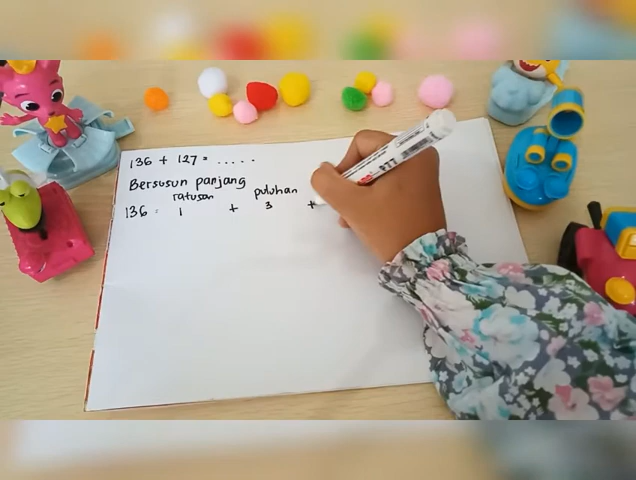 136 + 127 = .....
Bersusun panjang
ratusan puluhan
136 = 1 + 3 +